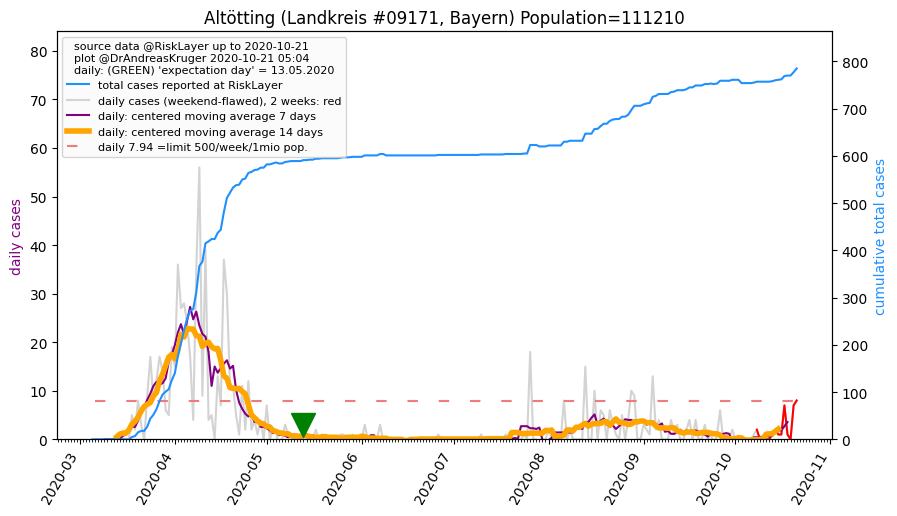 Altötting (Landkreis #09171, Bayern) Population=111210
source data @RiskLayer up to 2020-10-21
plot @DrAndreasKruger 2020-10-21 05:04
daily: (GREEN) 'expectation day' = 13.05.2020
total cases reported at RiskLayer
daily cases (weekend-flawed), 2 weeks: red
daily: centered moving average 7 days
daily: centered moving average 14 days
daily 7.94 =limit 500/week/1mio pop.
daily cases
80
70
60
50
40
30
20
10
0
cumulative total cases
800
700
600
500
400
300
200
100
0
2020-03
2020-04
2020-05
2020-06
2020-07
2020-08
2020-09
2020-10
2020-11